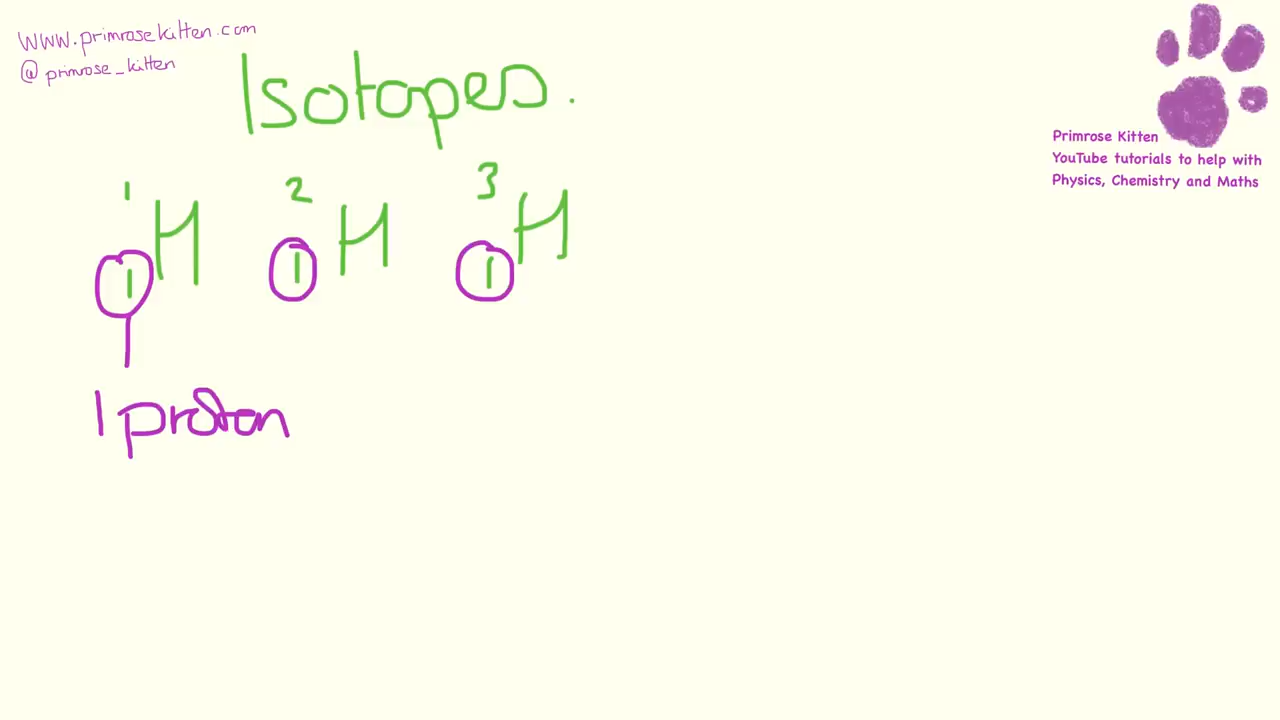 www.primrosekitten.com
@primrose_kitten
Isotopes.
Primrose Kitten
YouTube tutorials to help with
Physics, Chemistry and Maths
1 2 3
H H H
1 1 1
1 proton